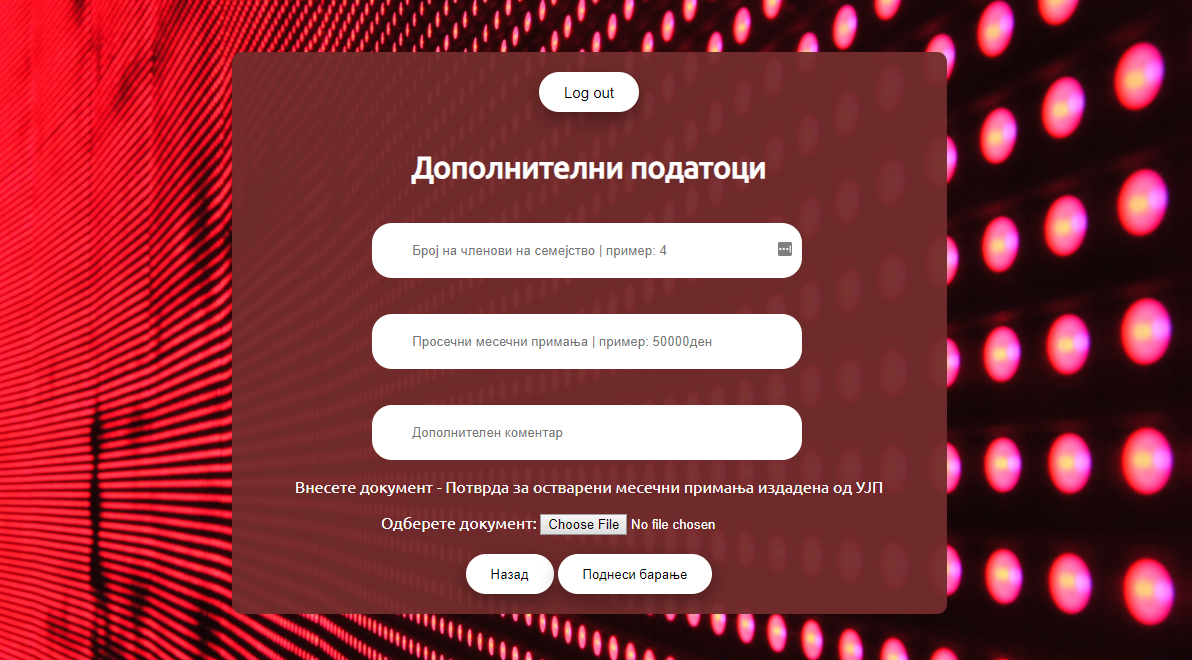 Log out
Дополнителни податоци
Број на членови на семејство | пример: 4
Просечни месечни примања | пример: 50000ден
Дополнителен коментар
Внесете документ - Потврда за остварени месечни примања издадена од УЈП
Одберете документ: Choose File No file chosen
Назад Поднеси барање